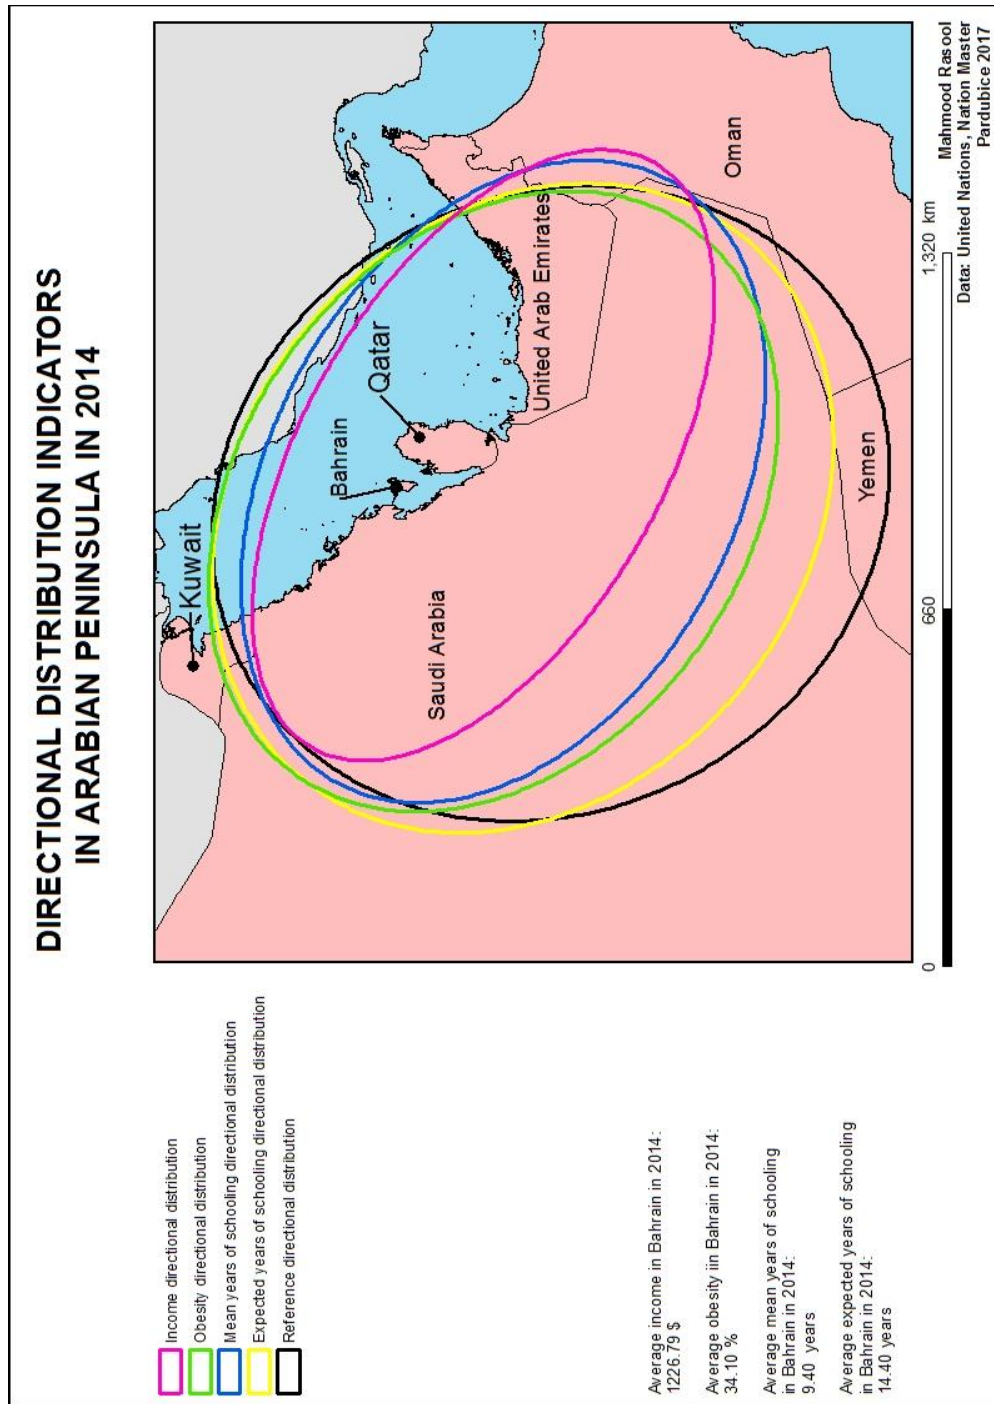 DIRECTIONAL DISTRIBUTION INDICATORS
IN ARABIAN PENINSULA IN 2014
Income directional distribution
Obesity directional distribution
Mean years of schooling directional distribution
Expected years of schooling directional distribution
Reference directional distribution
Average income in Bahrain in 2014:
1226.79 $
Average obesity iin Bahrain in 2014:
34.10 %
Average mean years of schooling
in Bahrain in 2014:
9.40 years
Average expected years of schooling
in Bahrain in 2014:
14.40 years
Kuwait
Bahrain
Qatar
Saudi Arabia
United Arab Emirates
Oman
Yemen
0
660
1,320 km
Mahmood Rasool
Data: United Nations, Nation Master
Pardubice 2017